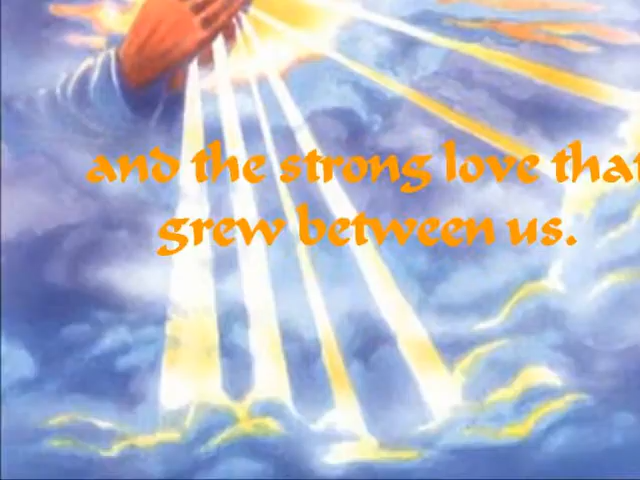 and the strong love that
grew between us.